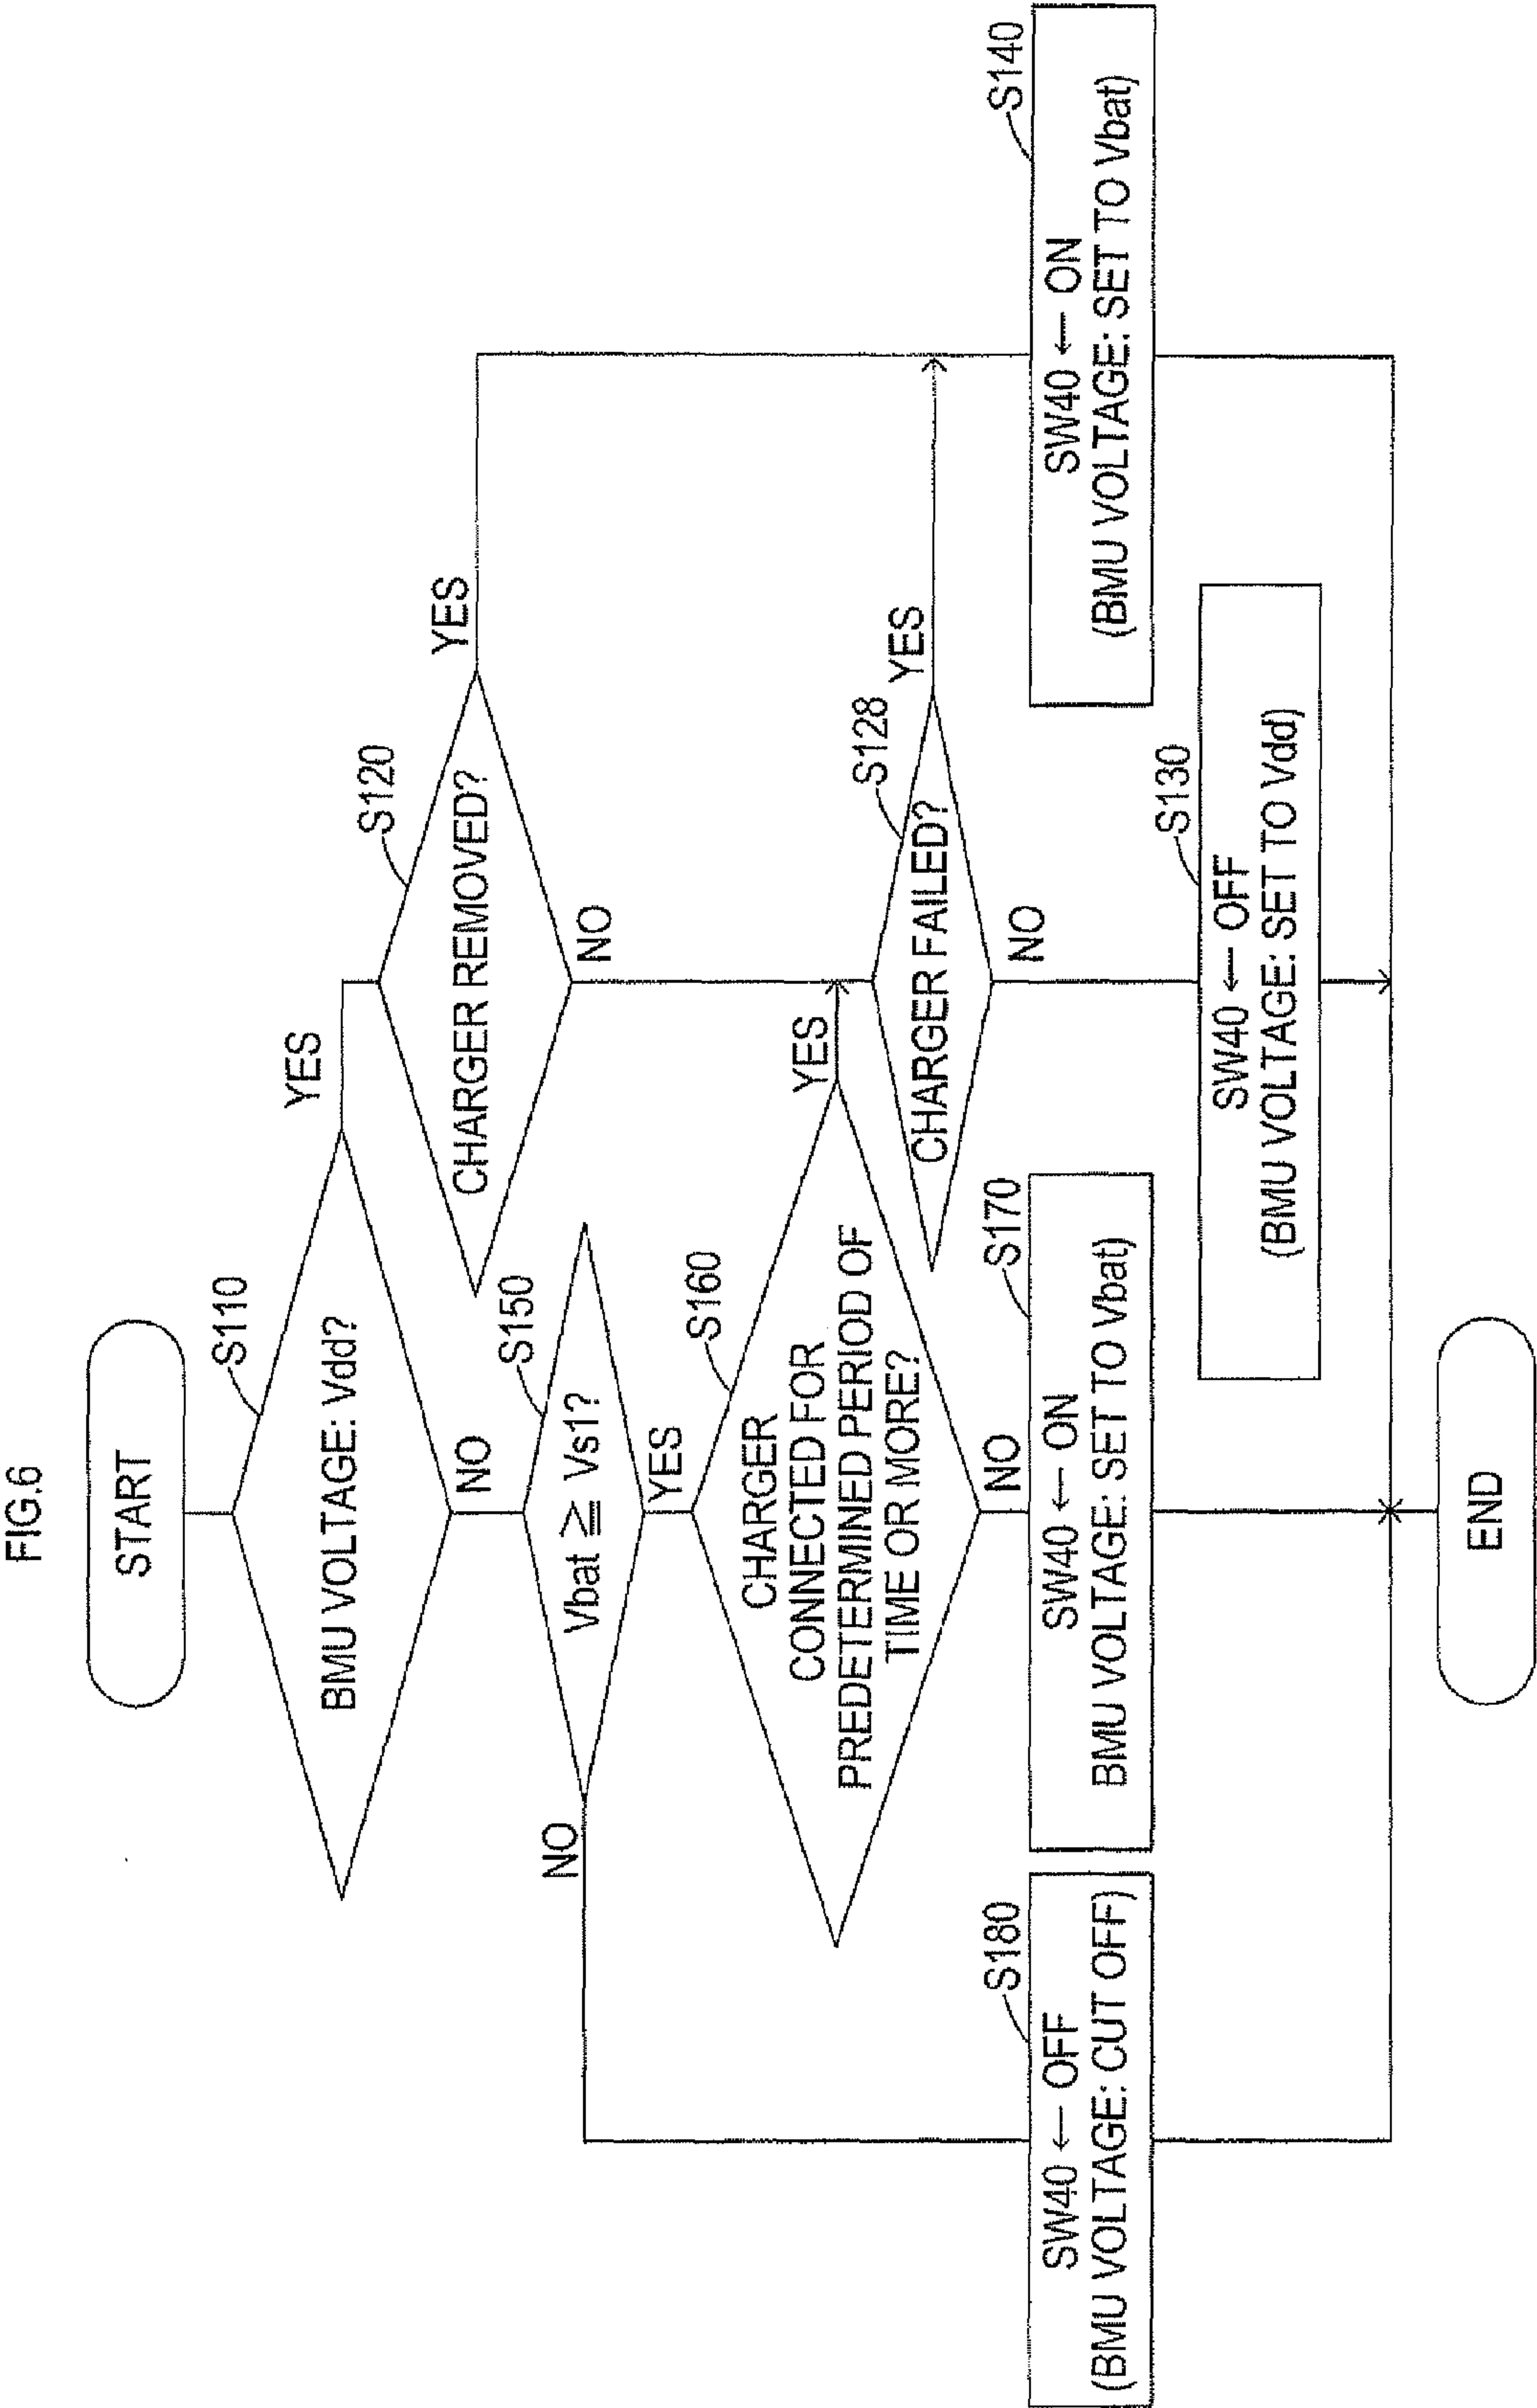 FIG.6
START
S110
BMU VOLTAGE: Vdd?
YES
NO
S120
CHARGER REMOVED?
YES
NO
S150
Vbat ≧ Vs1?
NO
YES
S160
CHARGER
CONNECTED FOR
PREDETERMINED PERIOD OF
TIME OR MORE?
YES
NO
S128
CHARGER FAILED?
YES
NO
S180
SW40 ← OFF
(BMU VOLTAGE: CUT OFF)
S170
SW40 ← ON
BMU VOLTAGE: SET TO Vbat)
S130
SW40 ← OFF
(BMU VOLTAGE: SET TO Vdd)
S140
SW40 ← ON
(BMU VOLTAGE: SET TO Vbat)
END